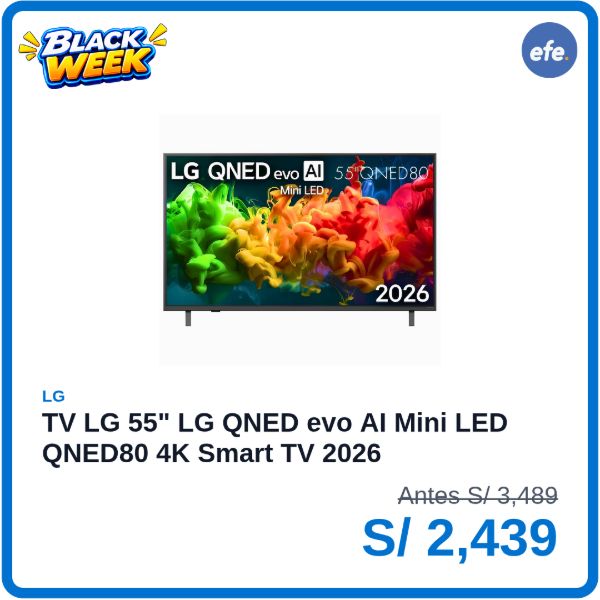 BLACK
WEEK
efe.
LG QNED evo AI 55"QNED80
Mini LED
2026
LG
TV LG 55" LG QNED evo AI Mini LED
QNED80 4K Smart TV 2026
Antes S/ 3,489
S/ 2,439